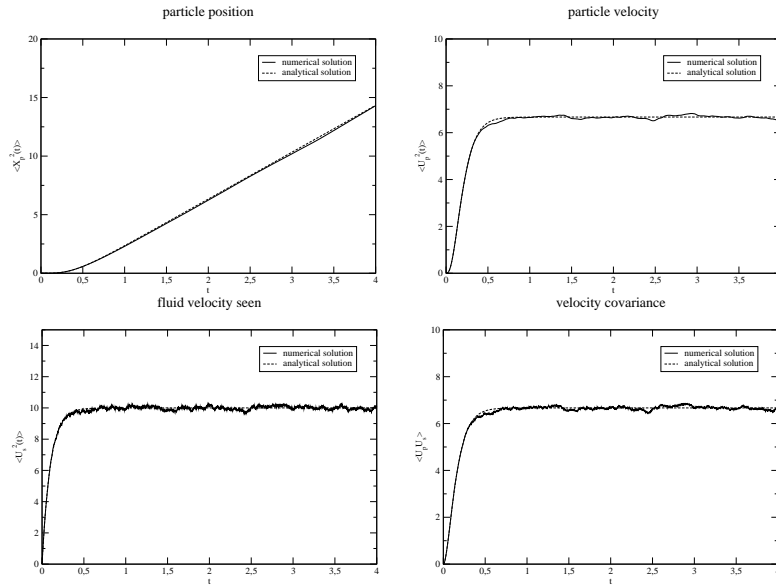 particle position
20
15
10
5
0
<X_p^2(t)>
numerical solution
analytical solution
0 0,5 1 1,5 2 2,5 3 3,5 4
t
particle velocity
10
8
6
4
2
0
<U_p^2(t)>
numerical solution
analytical solution
0 0,5 1 1,5 2 2,5 3 3,5
t
fluid velocity seen
14
12
10
8
6
4
2
0
<U_s^2(t)>
numerical solution
analytical solution
0 0,5 1 1,5 2 2,5 3 3,5 4
t
velocity covariance
10
8
6
4
2
0
<U_p U_s>
numerical solution
analytical solution
0 0,5 1 1,5 2 2,5 3 3,5 4
t